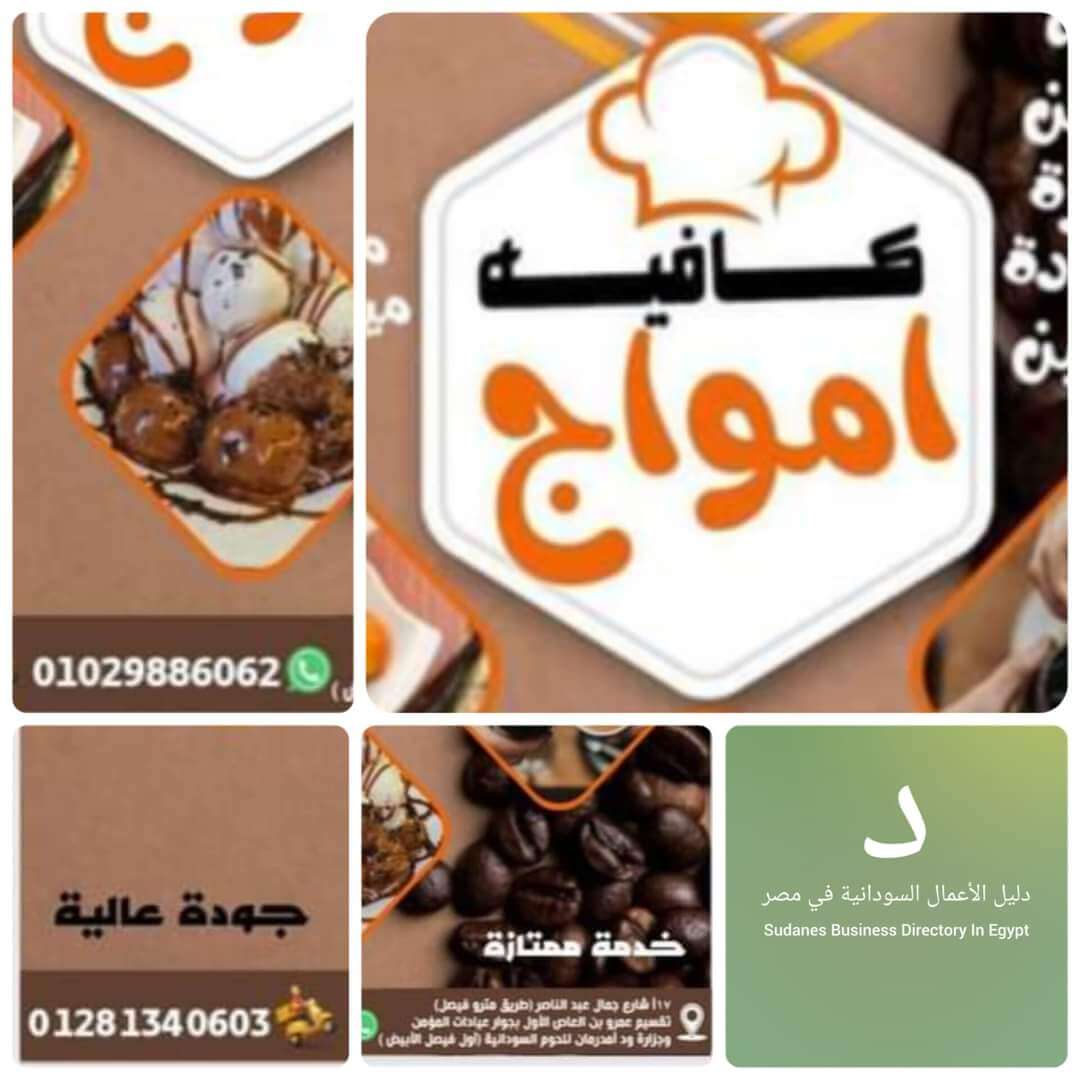 كافيه
امواج
01029886062
جودة عالية
01281340603
خدمة ممتازة
١٧أ شارع جمال عبد الناصر (طريق مترو فيصل)
تقسيم عمرو بن العاص الأول بجوار عيادات المؤمن
وجزارة ود أمدرمان للحوم السودانية (أول فيصل الأبيض)
د
دليل الأعمال السودانية في مصر
Sudanes Business Directory In Egypt